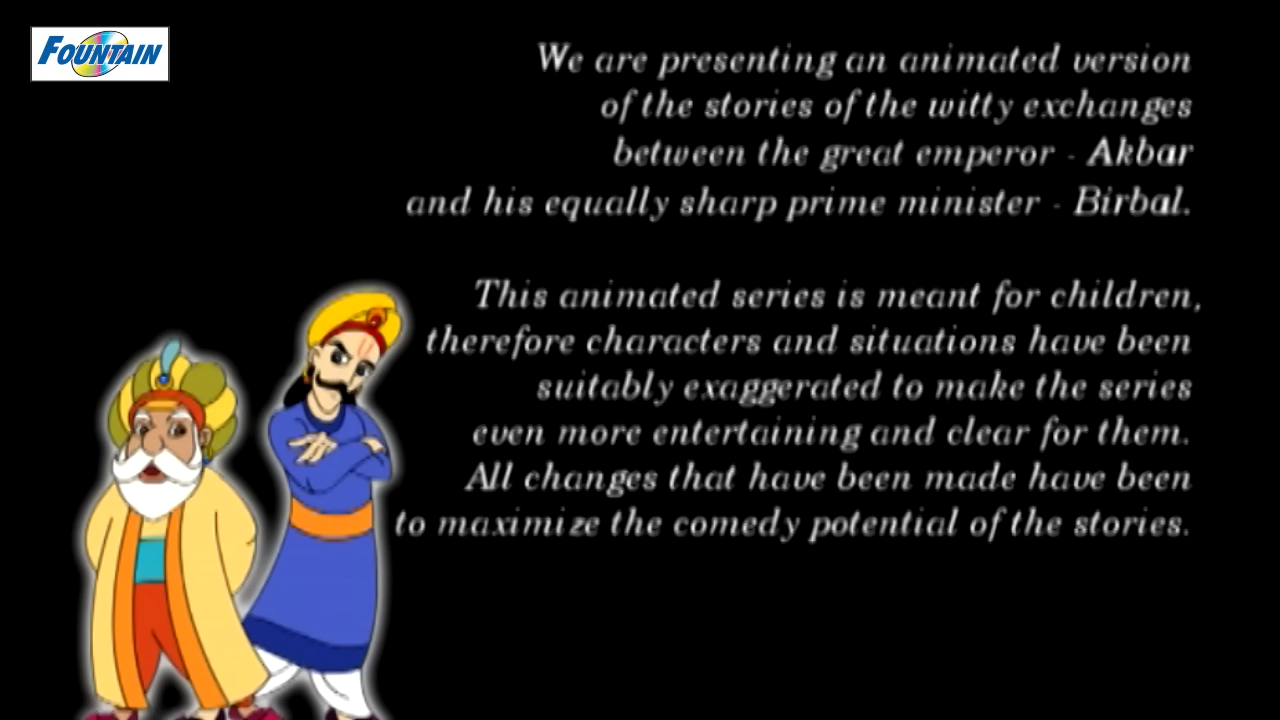 FOUNTAIN
We are presenting an animated version
of the stories of the witty exchanges
between the great emperor - Akbar
and his equally sharp prime minister - Birbal.
This animated series is meant for children,
therefore characters and situations have been
suitably exaggerated to make the series
even more entertaining and clear for them.
All changes that have been made have been
to maximize the comedy potential of the stories.